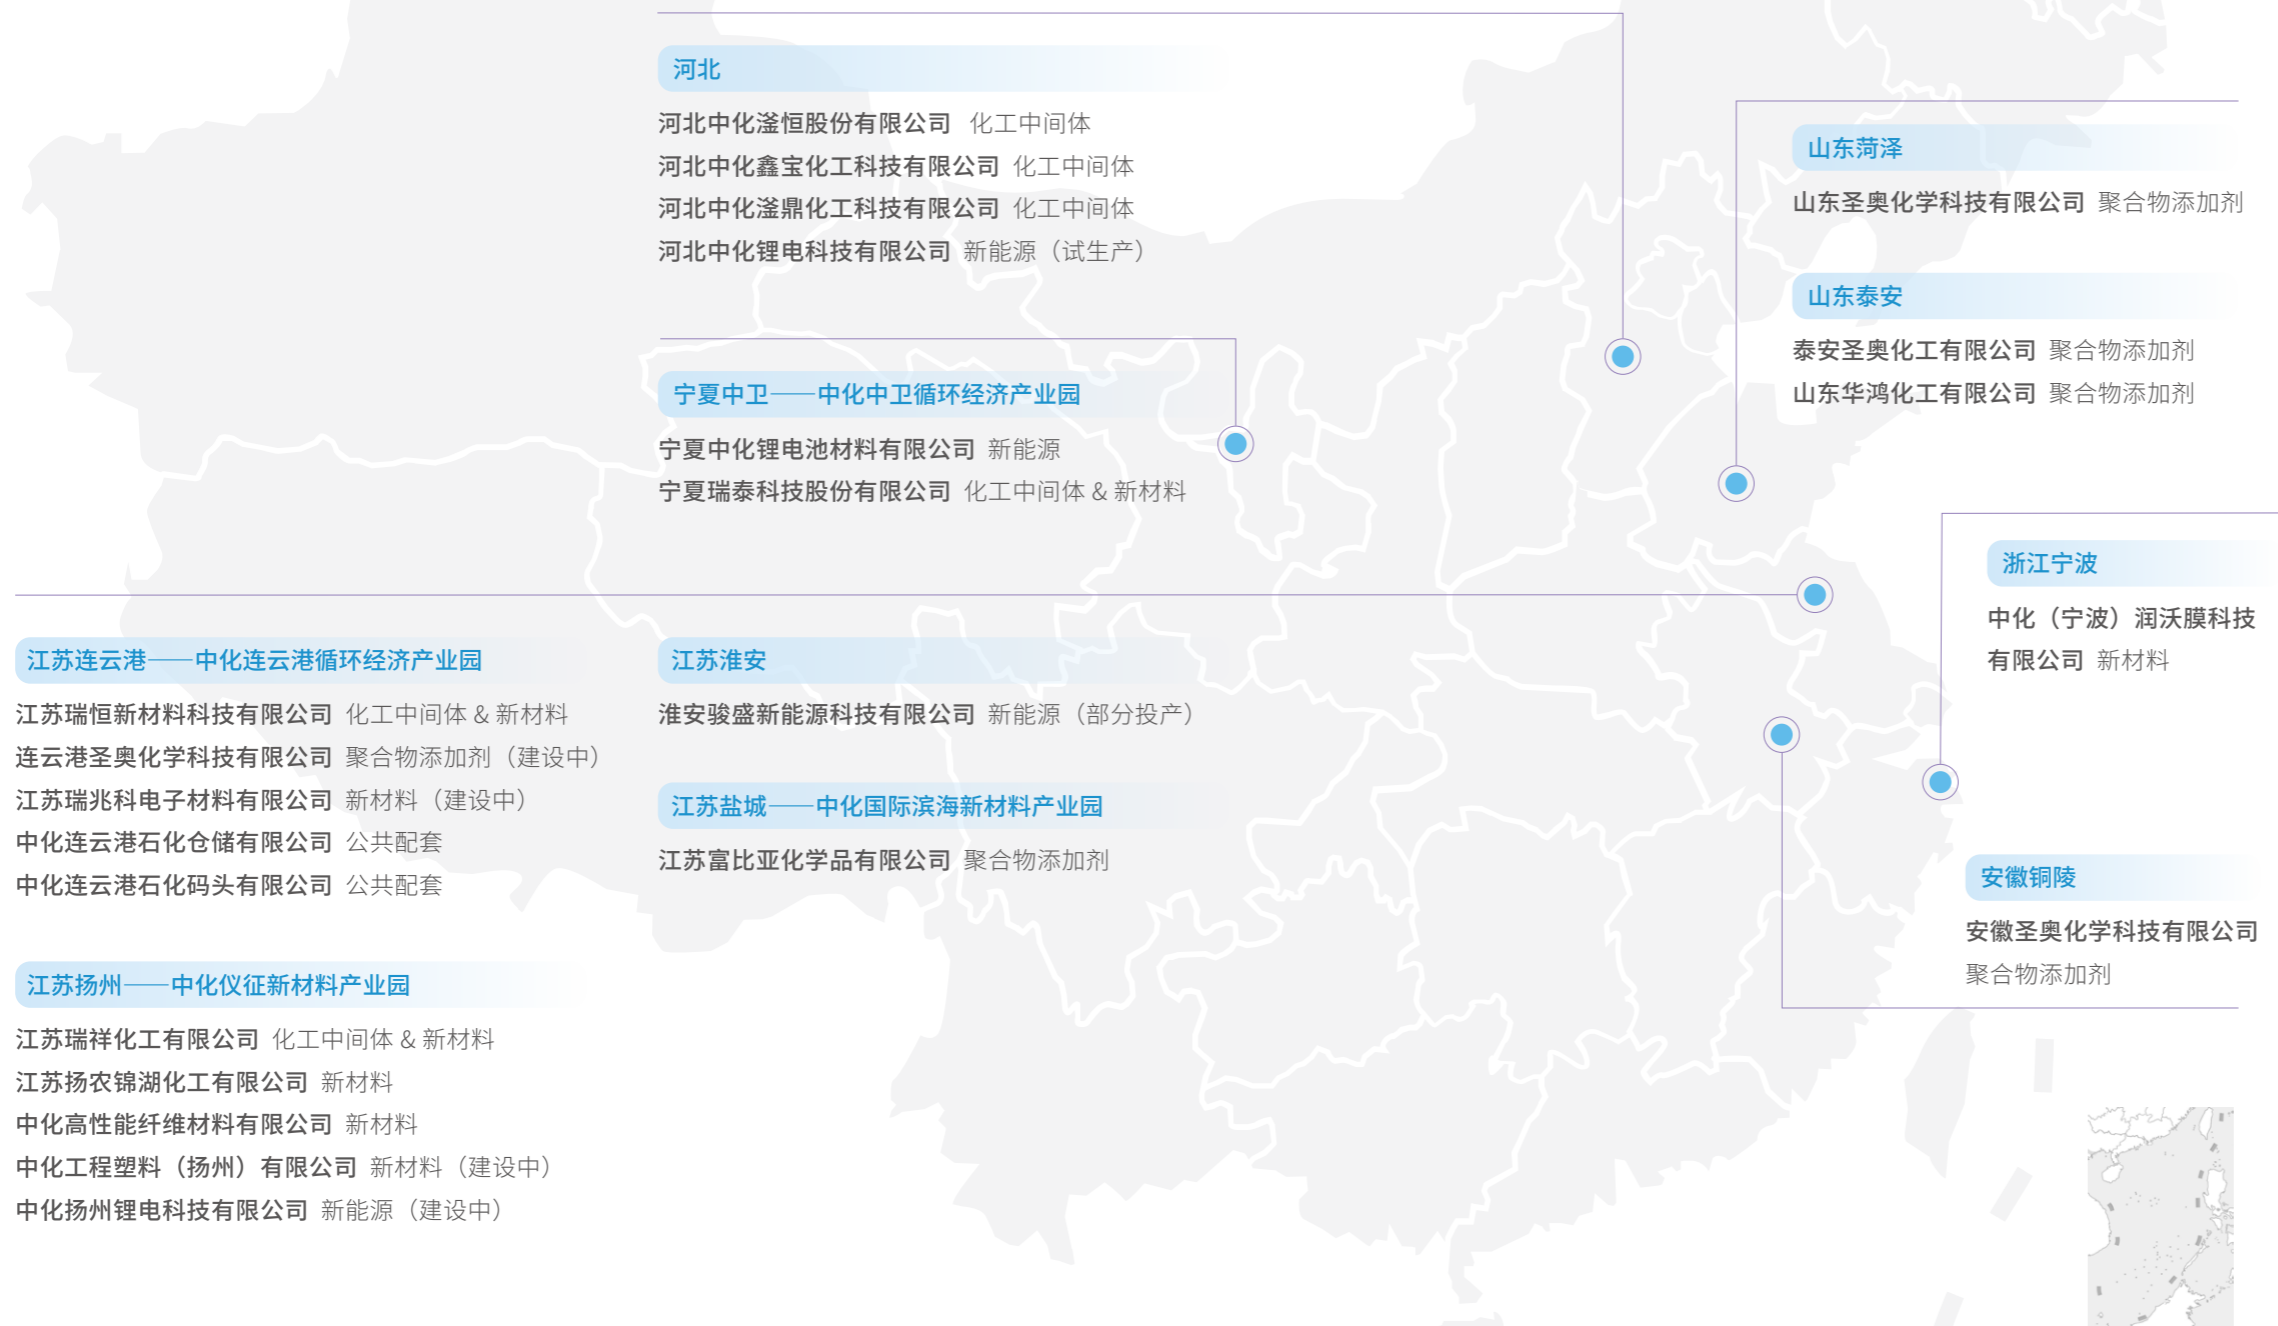 河北
河北中化滏恒股份有限公司 化工中间体
河北中化鑫宝化工科技有限公司 化工中间体
河北中化滏鼎化工科技有限公司 化工中间体
河北中化锂电科技有限公司 新能源（试生产）
山东菏泽
山东圣奥化学科技有限公司 聚合物添加剂
山东泰安
泰安圣奥化工有限公司 聚合物添加剂
山东华鸿化工有限公司 聚合物添加剂
宁夏中卫——中化中卫循环经济产业园
宁夏中化锂电池材料有限公司 新能源
宁夏瑞泰科技股份有限公司 化工中间体 & 新材料
浙江宁波
中化（宁波）润沃膜科技
有限公司 新材料
江苏连云港——中化连云港循环经济产业园
江苏瑞恒新材料科技有限公司 化工中间体 & 新材料
连云港圣奥化学科技有限公司 聚合物添加剂（建设中）
江苏瑞兆科电子材料有限公司 新材料（建设中）
中化连云港石化仓储有限公司 公共配套
中化连云港石化码头有限公司 公共配套
江苏淮安
淮安骏盛新能源科技有限公司 新能源（部分投产）
江苏盐城——中化国际滨海新材料产业园
江苏富比亚化学品有限公司 聚合物添加剂
安徽铜陵
安徽圣奥化学科技有限公司
聚合物添加剂
江苏扬州——中化仪征新材料产业园
江苏瑞祥化工有限公司 化工中间体 & 新材料
江苏扬农锦湖化工有限公司 新材料
中化高性能纤维材料有限公司 新材料
中化工程塑料（扬州）有限公司 新材料（建设中）
中化扬州锂电科技有限公司 新能源（建设中）